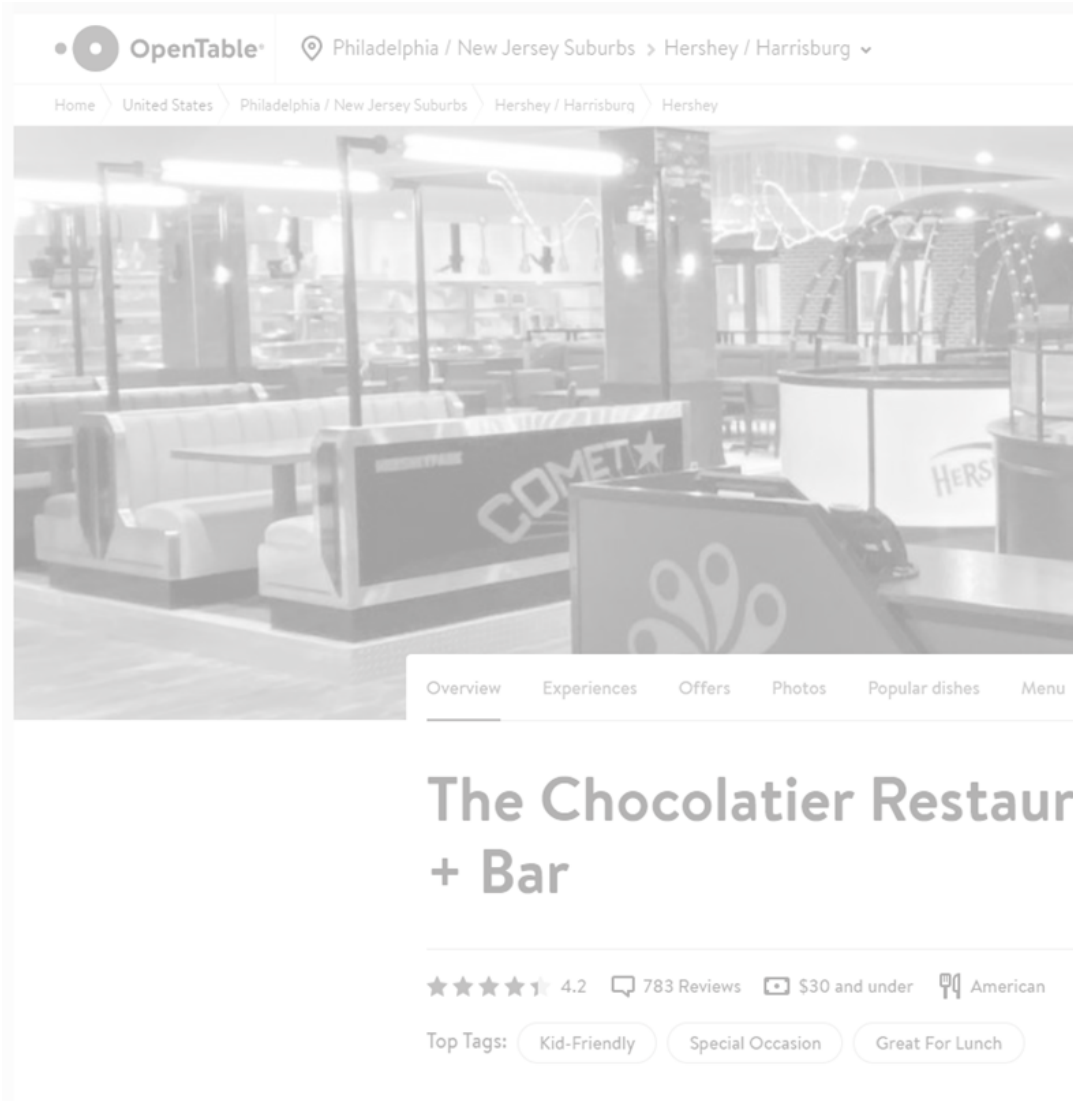 OpenTable
Philadelphia / New Jersey Suburbs > Hershey / Harrisburg
Home United States Philadelphia / New Jersey Suburbs Hershey / Harrisburg Hershey
COMET
HERS
Overview Experiences Offers Photos Popular dishes Menu
The Chocolatier Restaur
+ Bar
4.2 783 Reviews $30 and under American
Top Tags: Kid-Friendly Special Occasion Great For Lunch